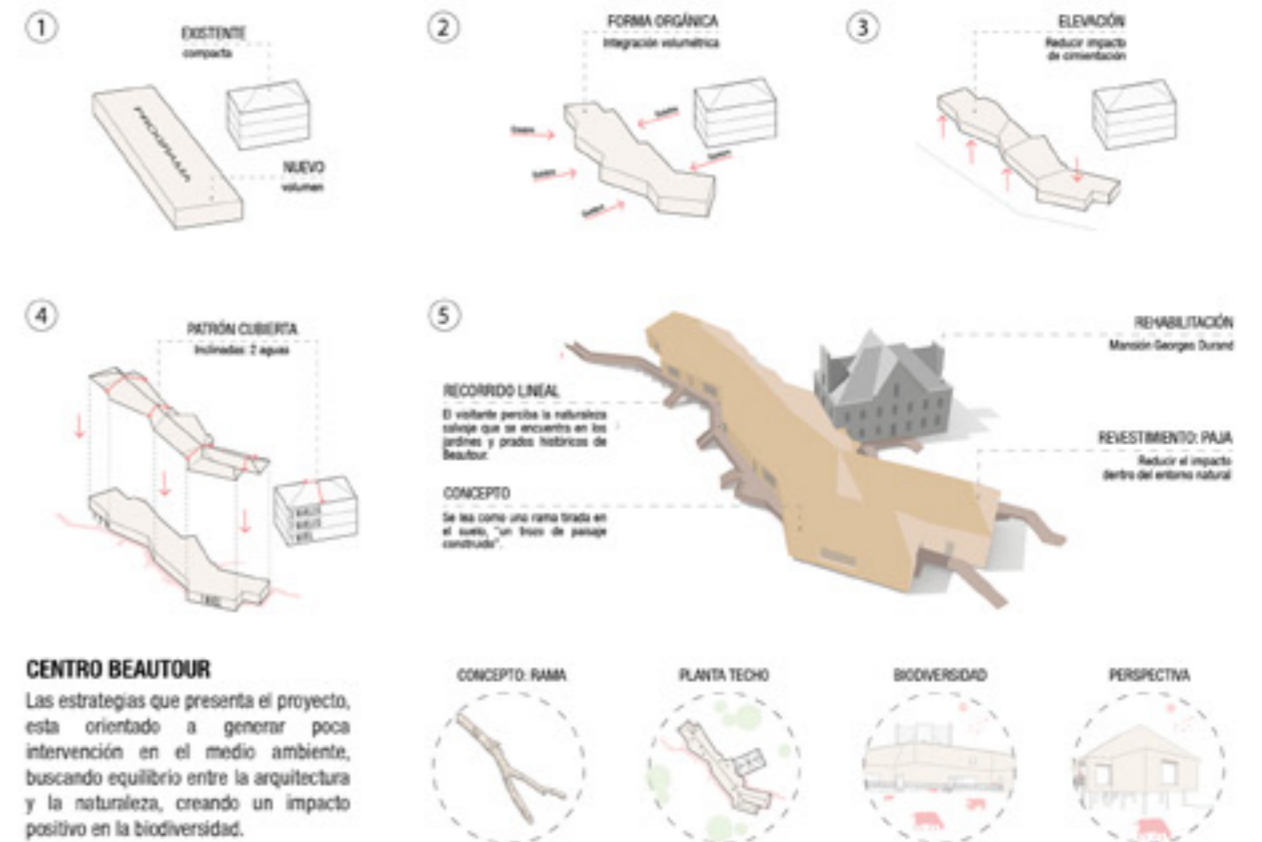 1
EXISTENTE
compacta
PROGRAMA
NUEVO
volumen
2
FORMA ORGÁNICA
Integración volumétrica
3
ELEVACIÓN
Reducir impacto
de cimientación
4
PATRÓN CUBIERTA
Inclinadas: 2 aguas
5
REHABILITACIÓN
Mansión Georges Durand
RECORRIDO LINEAL
El visitante perciba la naturaleza
salvaje que se encuentra en los
jardines y prados históricos de
Beautour.
REVESTIMIENTO: PAJA
Reducir el impacto
dentro del entorno natural
CONCEPTO
Se lea como una rama tirada en
el suelo, "un trozo de paisaje
construido".
CENTRO BEAUTOUR
Las estrategias que presenta el proyecto,
esta orientado a generar poca
intervención en el medio ambiente,
buscando equilibrio entre la arquitectura
y la naturaleza, creando un impacto
positivo en la biodiversidad.
CONCEPTO: RAMA
PLANTA TECHO
BIODIVERSIDAD
PERSPECTIVA